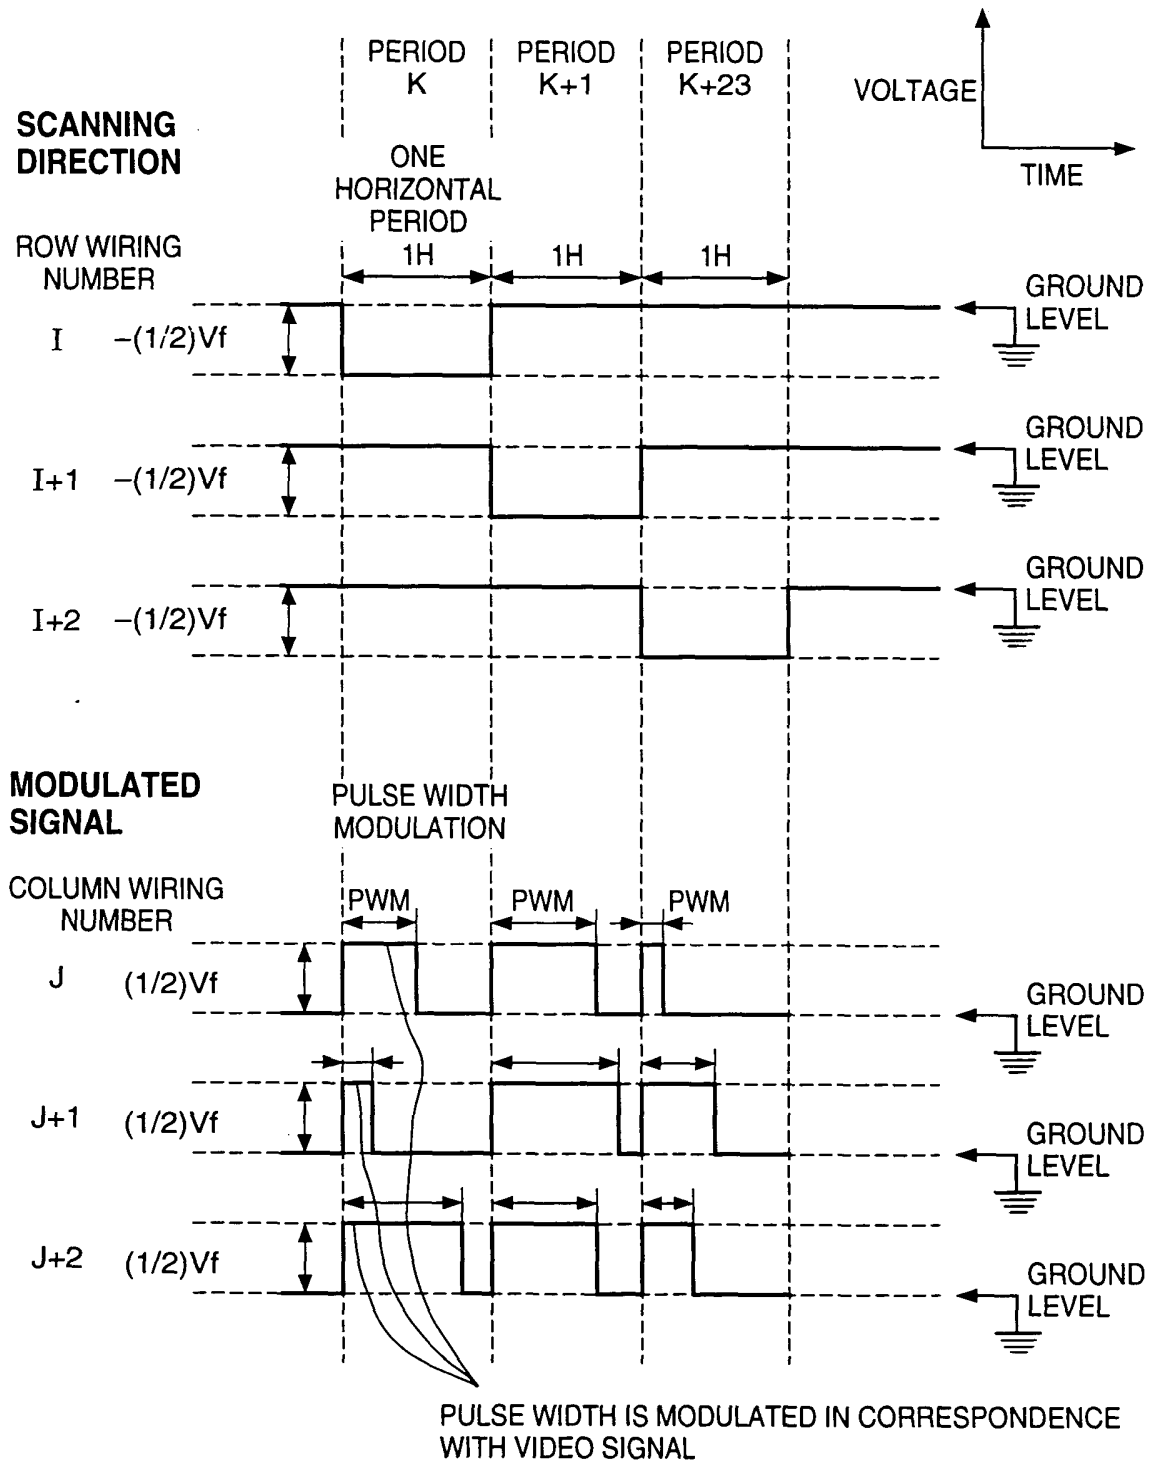 PERIOD K
PERIOD K+1
PERIOD K+23
VOLTAGE
TIME
SCANNING
DIRECTION
ONE
HORIZONTAL
PERIOD
ROW WIRING
NUMBER
1H
1H
1H
I
-(1/2)Vf
GROUND
LEVEL
I+1
-(1/2)Vf
GROUND
LEVEL
I+2
-(1/2)Vf
GROUND
LEVEL
MODULATED
SIGNAL
PULSE WIDTH
MODULATION
COLUMN WIRING
NUMBER
PWM
PWM
PWM
J
(1/2)Vf
GROUND
LEVEL
J+1
(1/2)Vf
GROUND
LEVEL
J+2
(1/2)Vf
GROUND
LEVEL
PULSE WIDTH IS MODULATED IN CORRESPONDENCE
WITH VIDEO SIGNAL